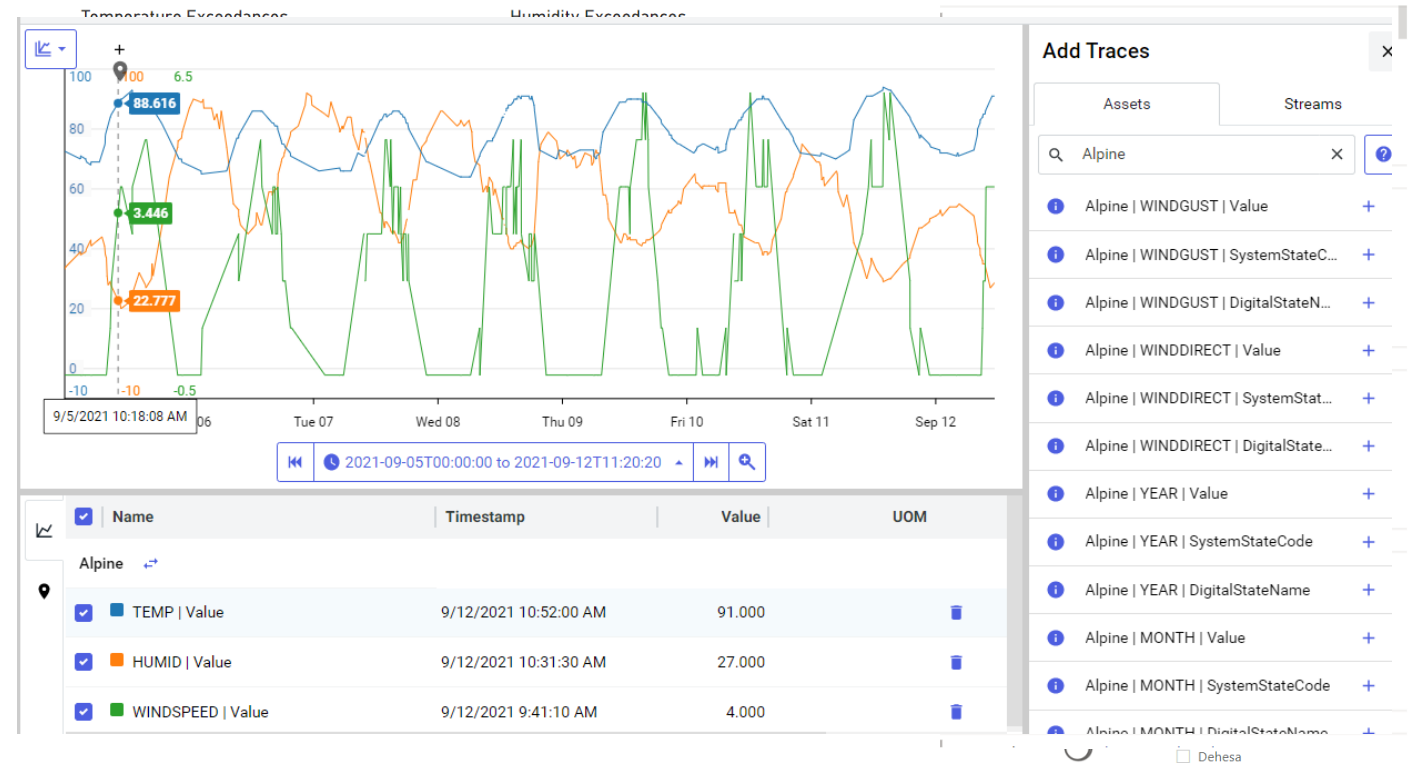 Temperature Exceedances Humidity Exceedances
100 100 6.5
88.616
80
60
3.446
40
22.777
20
0
-10 -10 -0.5
9/5/2021 10:18:08 AM 06 Tue 07 Wed 08 Thu 09 Fri 10 Sat 11 Sep 12
2021-09-05T00:00:00 to 2021-09-12T11:20:20
Name Timestamp Value UOM
Alpine
TEMP | Value 9/12/2021 10:52:00 AM 91.000
HUMID | Value 9/12/2021 10:31:30 AM 27.000
WINDSPEED | Value 9/12/2021 9:41:10 AM 4.000
Add Traces
Assets Streams
Alpine
Alpine | WINDGUST | Value
Alpine | WINDGUST | SystemStateC...
Alpine | WINDGUST | DigitalStateN...
Alpine | WINDDIRECT | Value
Alpine | WINDDIRECT | SystemStat...
Alpine | WINDDIRECT | DigitalState...
Alpine | YEAR | Value
Alpine | YEAR | SystemStateCode
Alpine | YEAR | DigitalStateName
Alpine | MONTH | Value
Alpine | MONTH | SystemStateCode
Alpine | MONTH | DigitalStateName
Dehesa